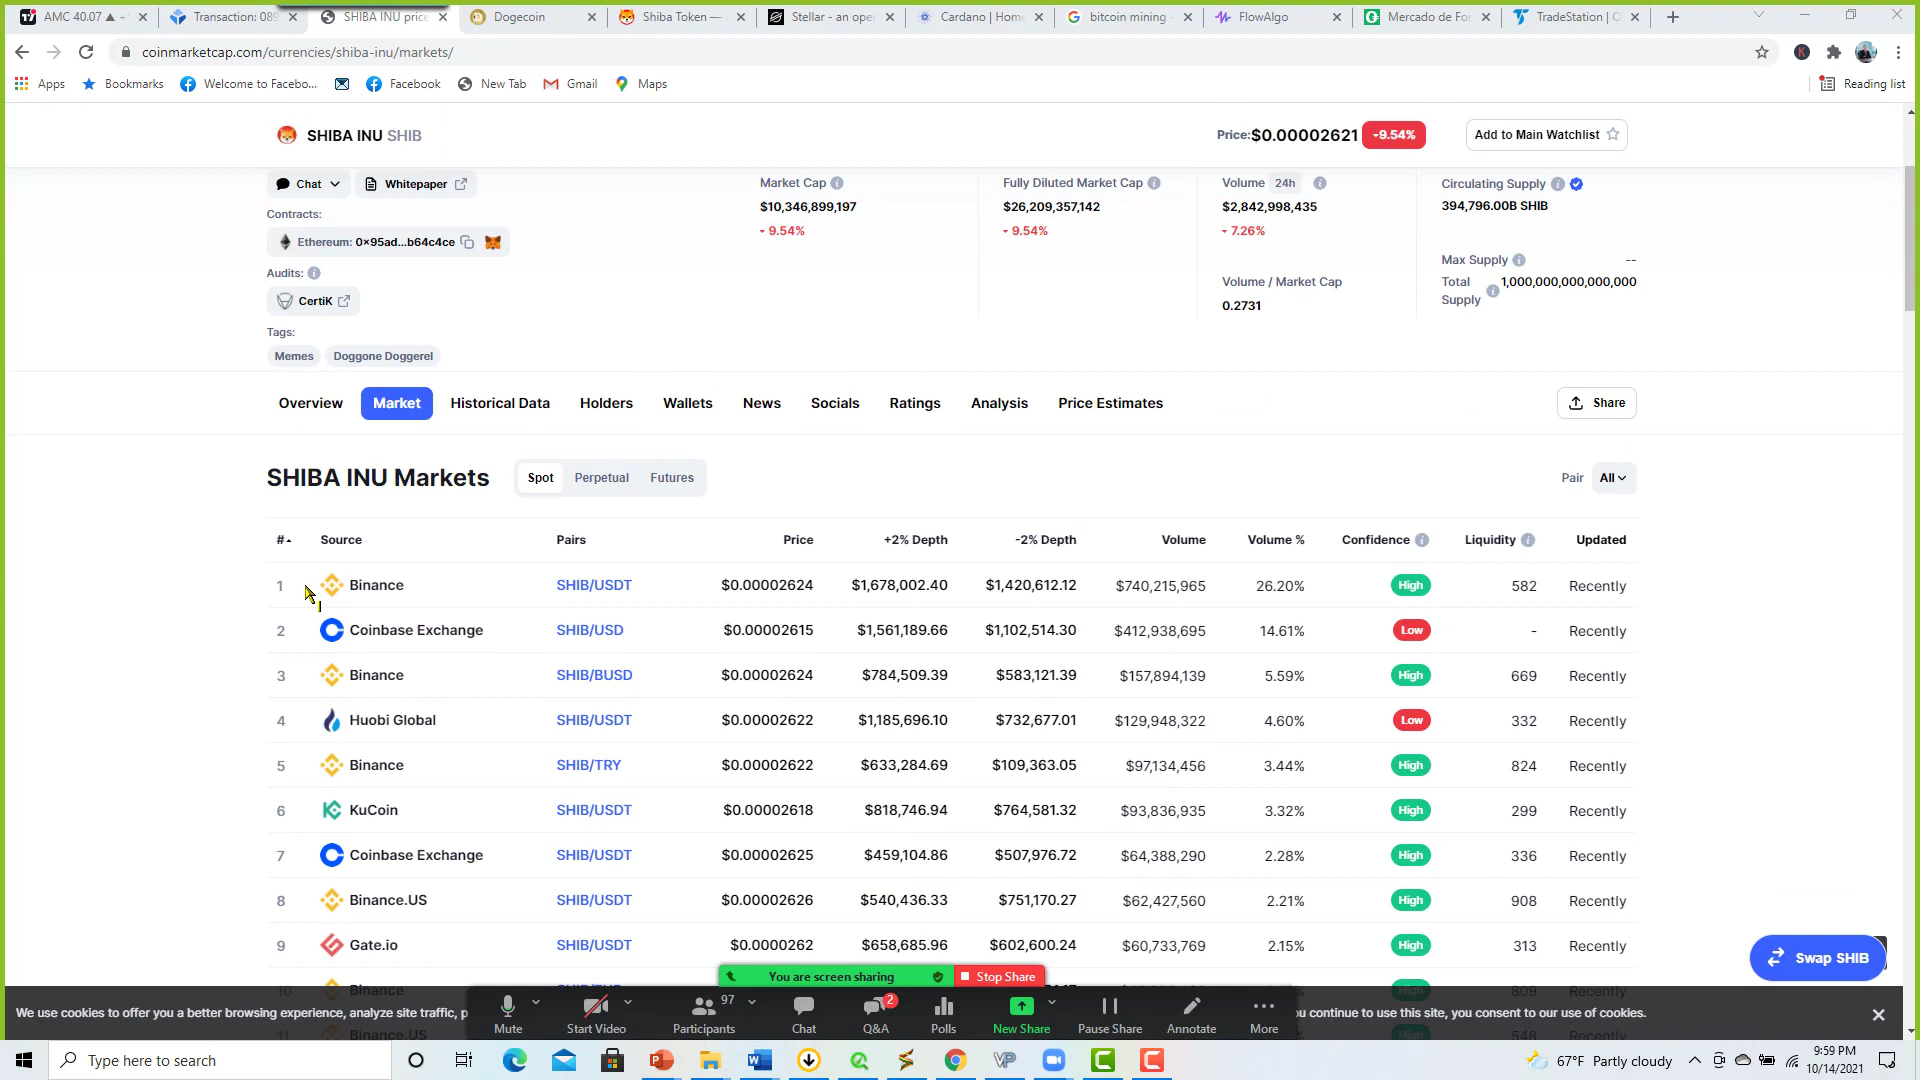 AMC 40.07 ▲ +
Transaction: 089
SHIBA INU price
Dogecoin
Shiba Token —
Stellar - an ope
Cardano | Home
bitcoin mining -
FlowAlgo
Mercado de For
TradeStation |
coinmarketcap.com/currencies/shiba-inu/markets/
Apps
Bookmarks
Welcome to Facebo...
Facebook
New Tab
Gmail
Maps
Reading list
SHIBA INU SHIB
Price:$0.00002621
-9.54%
Add to Main Watchlist
Chat
Whitepaper
Contracts:
Ethereum: 0×95ad...b64c4ce
Audits:
CertiK
Tags:
Memes
Doggone Doggerel
Market Cap
$10,346,899,197
9.54%
Fully Diluted Market Cap
$26,209,357,142
9.54%
Volume 24h
$2,842,998,435
7.26%
Volume / Market Cap
0.2731
Circulating Supply
394,796.00B SHIB
Max Supply --
Total Supply 1,000,000,000,000,000
Overview Market Historical Data Holders Wallets News Socials Ratings Analysis Price Estimates
Share
SHIBA INU Markets
Spot Perpetual Futures
Pair All
# Source Pairs Price +2% Depth -2% Depth Volume Volume % Confidence Liquidity Updated
1 Binance SHIB/USDT $0.00002624 $1,678,002.40 $1,420,612.12 $740,215,965 26.20% High 582 Recently
2 Coinbase Exchange SHIB/USD $0.00002615 $1,561,189.66 $1,102,514.30 $412,938,695 14.61% Low - Recently
3 Binance SHIB/BUSD $0.00002624 $784,509.39 $583,121.39 $157,894,139 5.59% High 669 Recently
4 Huobi Global SHIB/USDT $0.00002622 $1,185,696.10 $732,677.01 $129,948,322 4.60% Low 332 Recently
5 Binance SHIB/TRY $0.00002622 $633,284.69 $109,363.05 $97,134,456 3.44% High 824 Recently
6 KuCoin SHIB/USDT $0.00002618 $818,746.94 $764,581.32 $93,836,935 3.32% High 299 Recently
7 Coinbase Exchange SHIB/USDT $0.00002625 $459,104.86 $507,976.72 $64,388,290 2.28% High 336 Recently
8 Binance.US SHIB/USDT $0.00002626 $540,436.33 $751,170.27 $62,427,560 2.21% High 908 Recently
9 Gate.io SHIB/USDT $0.0000262 $658,685.96 $602,600.24 $60,733,769 2.15% High 313 Recently
Swap SHIB
You are screen sharing
Stop Share
10 Binance
We use cookies to offer you a better browsing experience, analyze site traffic, p
ou continue to use this site, you consent to our use of cookies.
97
2
Mute
Start Video
Participants
Chat
Q&A
Polls
New Share
Pause Share
Annotate
More
11 Binance.US
548
Type here to search
67°F Partly cloudy
9:59 PM
10/14/2021